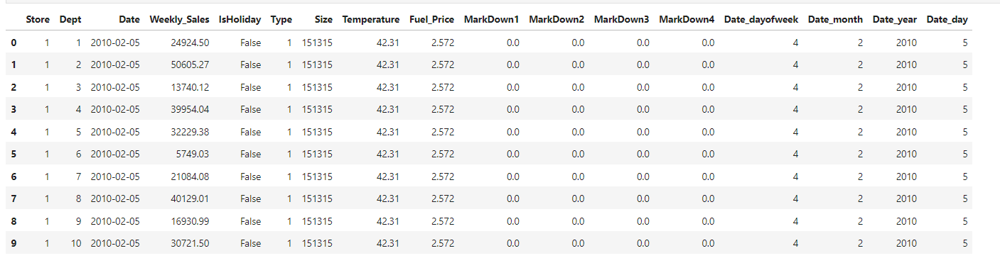 Store Dept Date Weekly_Sales IsHoliday Type Size Temperature Fuel_Price MarkDown1 MarkDown2 MarkDown3 MarkDown4 Date_dayofweek Date_month Date_year Date_day
0 1 1 2010-02-05 24924.50 False 1 151315 42.31 2.572 0.0 0.0 0.0 0.0 4 2 2010 5
1 1 2 2010-02-05 50605.27 False 1 151315 42.31 2.572 0.0 0.0 0.0 0.0 4 2 2010 5
2 1 3 2010-02-05 13740.12 False 1 151315 42.31 2.572 0.0 0.0 0.0 0.0 4 2 2010 5
3 1 4 2010-02-05 39954.04 False 1 151315 42.31 2.572 0.0 0.0 0.0 0.0 4 2 2010 5
4 1 5 2010-02-05 32229.38 False 1 151315 42.31 2.572 0.0 0.0 0.0 0.0 4 2 2010 5
5 1 6 2010-02-05 5749.03 False 1 151315 42.31 2.572 0.0 0.0 0.0 0.0 4 2 2010 5
6 1 7 2010-02-05 21084.08 False 1 151315 42.31 2.572 0.0 0.0 0.0 0.0 4 2 2010 5
7 1 8 2010-02-05 40129.01 False 1 151315 42.31 2.572 0.0 0.0 0.0 0.0 4 2 2010 5
8 1 9 2010-02-05 16930.99 False 1 151315 42.31 2.572 0.0 0.0 0.0 0.0 4 2 2010 5
9 1 10 2010-02-05 30721.50 False 1 151315 42.31 2.572 0.0 0.0 0.0 0.0 4 2 2010 5